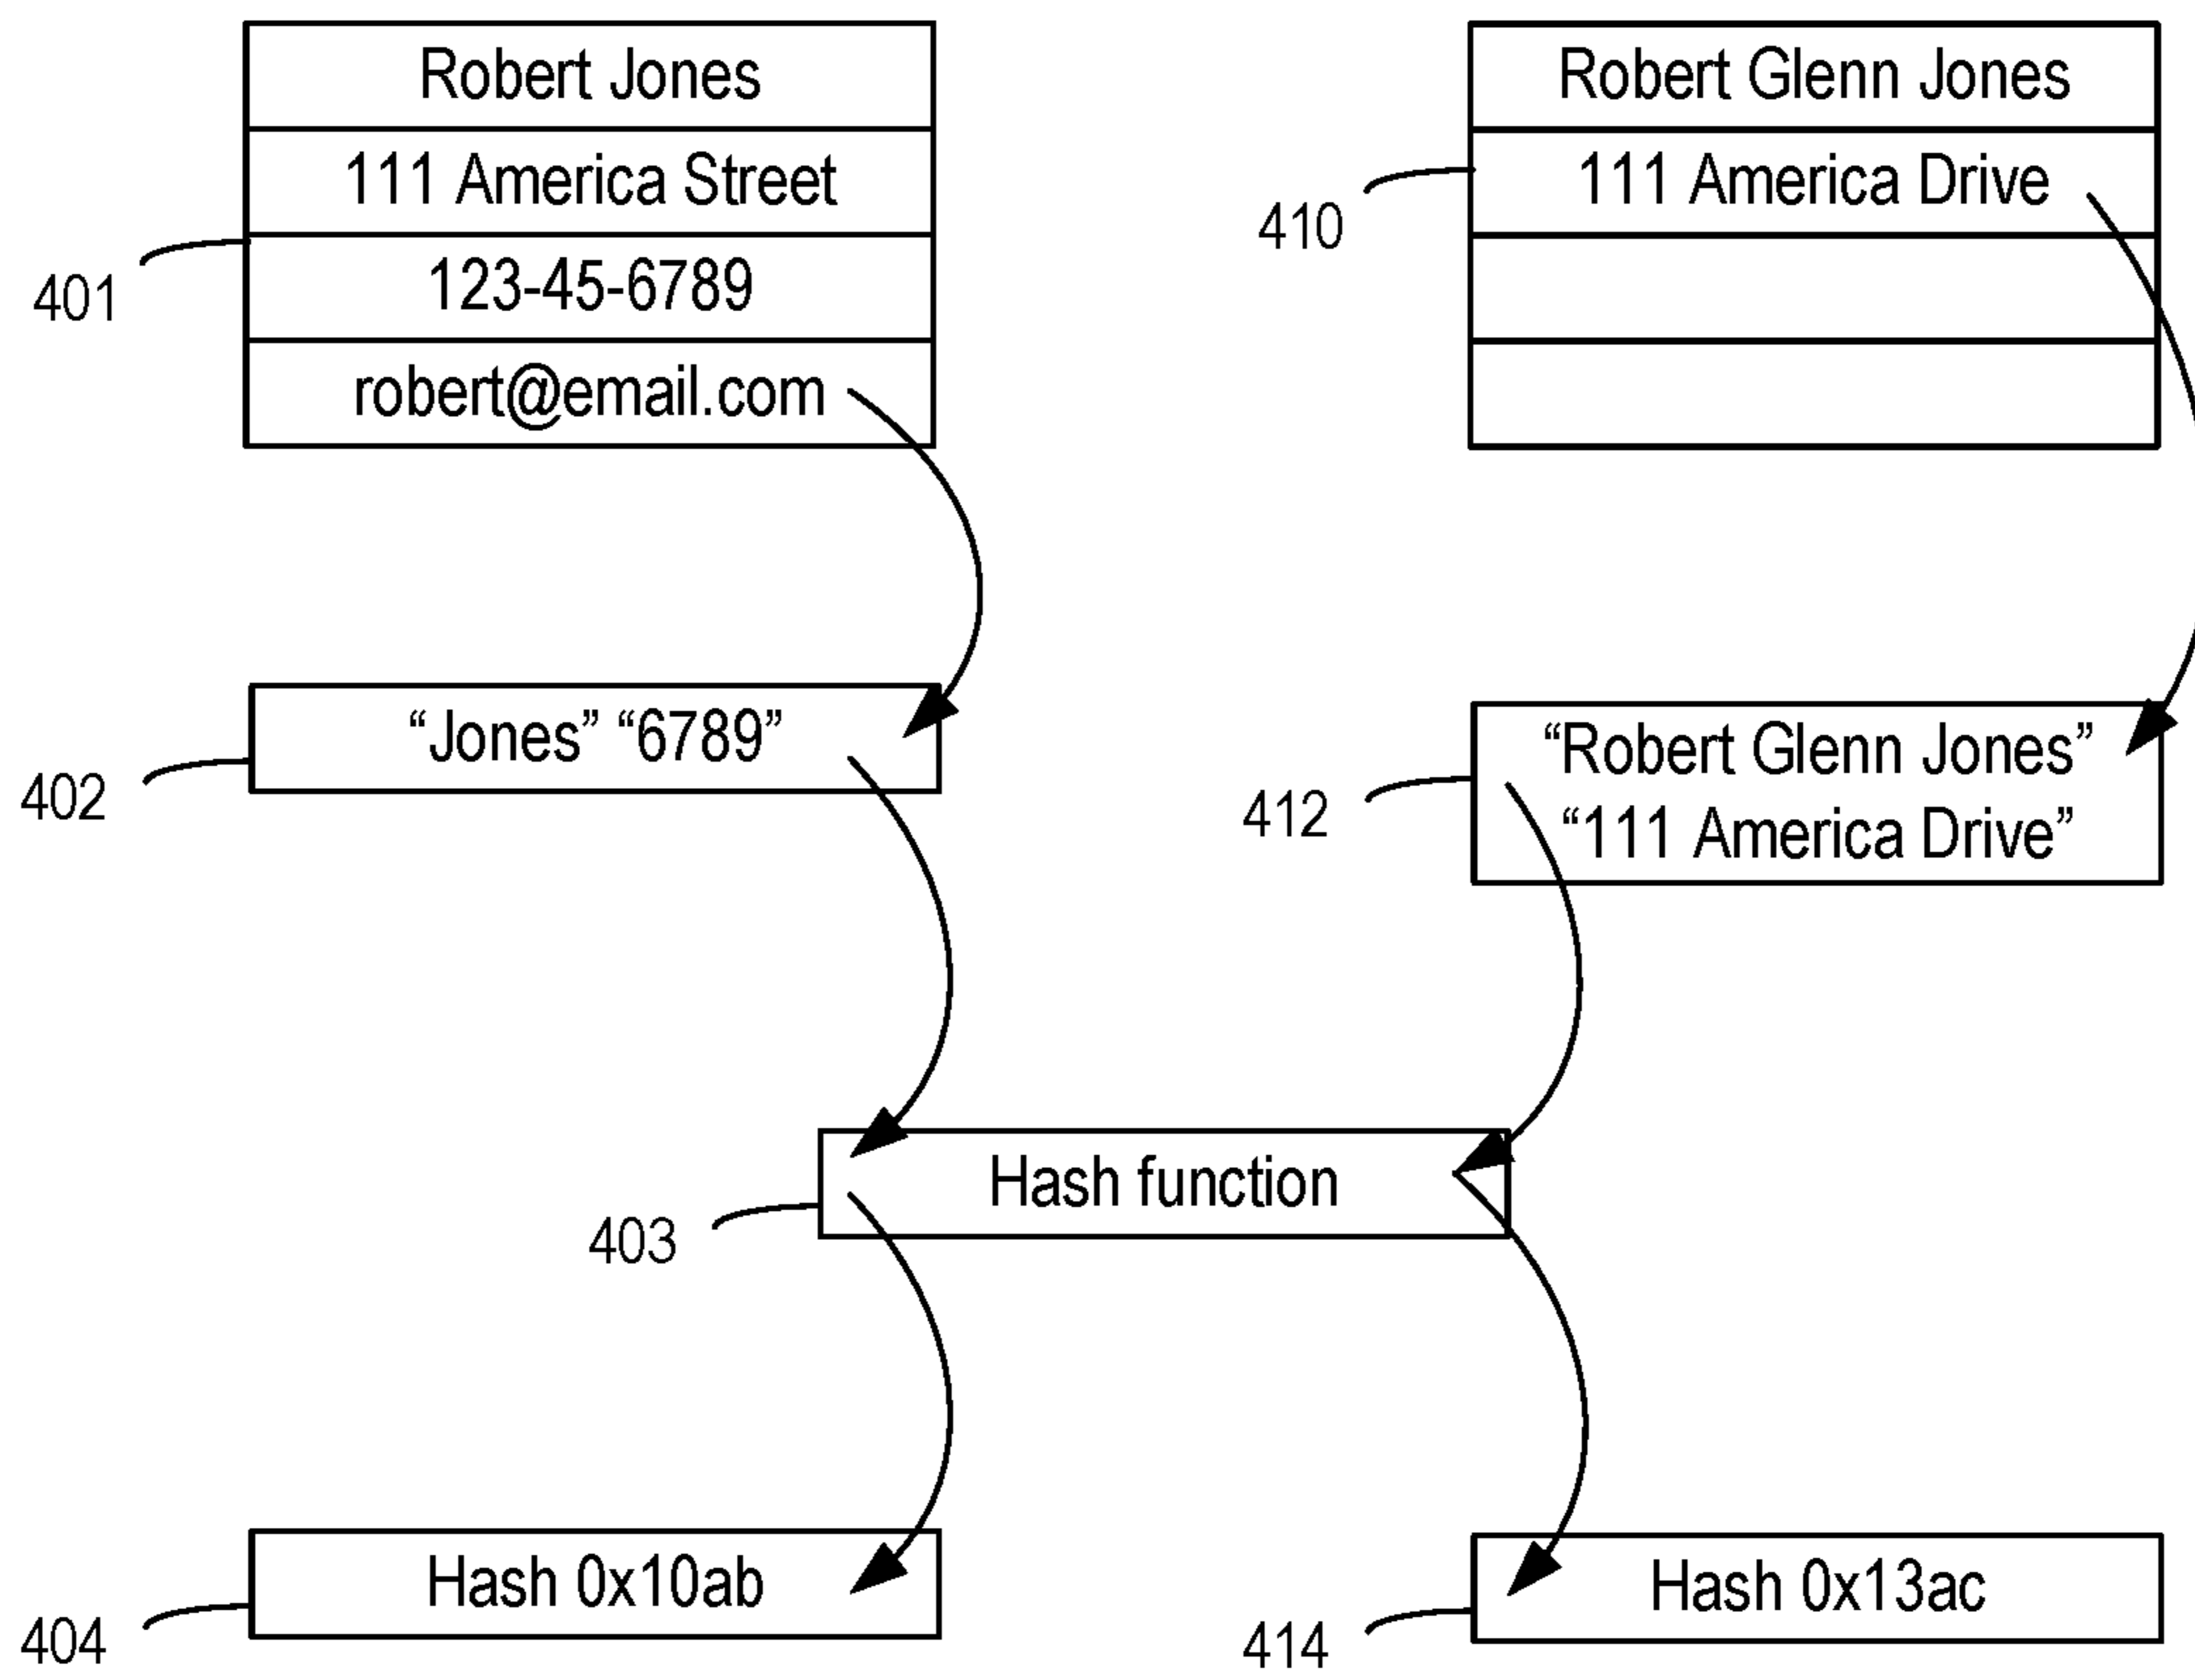 Robert Jones
111 America Street
123-45-6789
robert@email.com
401
Robert Glenn Jones
111 America Drive
410
“Jones” “6789”
402
“Robert Glenn Jones”
“111 America Drive”
412
Hash function
403
Hash 0x10ab
404
Hash 0x13ac
414